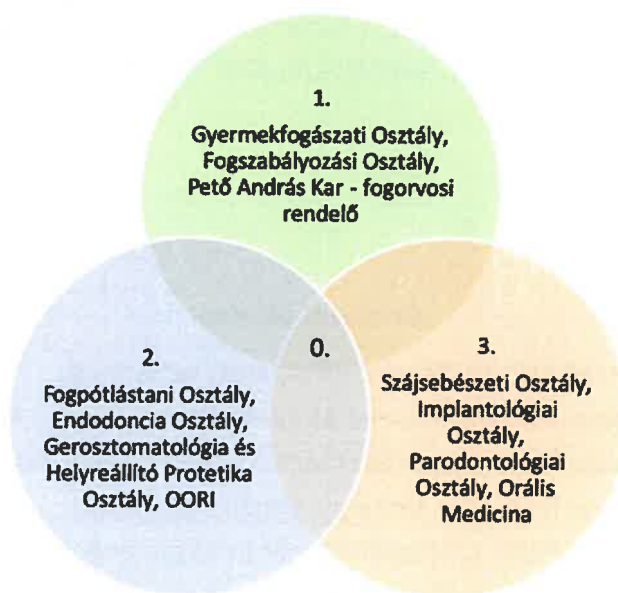 1.
Gyermekfogászati Osztály,
Fogszabályozási Osztály,
Pető András Kar - fogorvosi
rendelő
2.
Fogpótlástani Osztály,
Endodoncia Osztály,
Gerosztomatológia és
Helyreállító Protetika
Osztály, OORI
0.
3.
Szájsebészeti Osztály,
Implantológiai
Osztály,
Parodontológiai
Osztály, Orális
Medicina